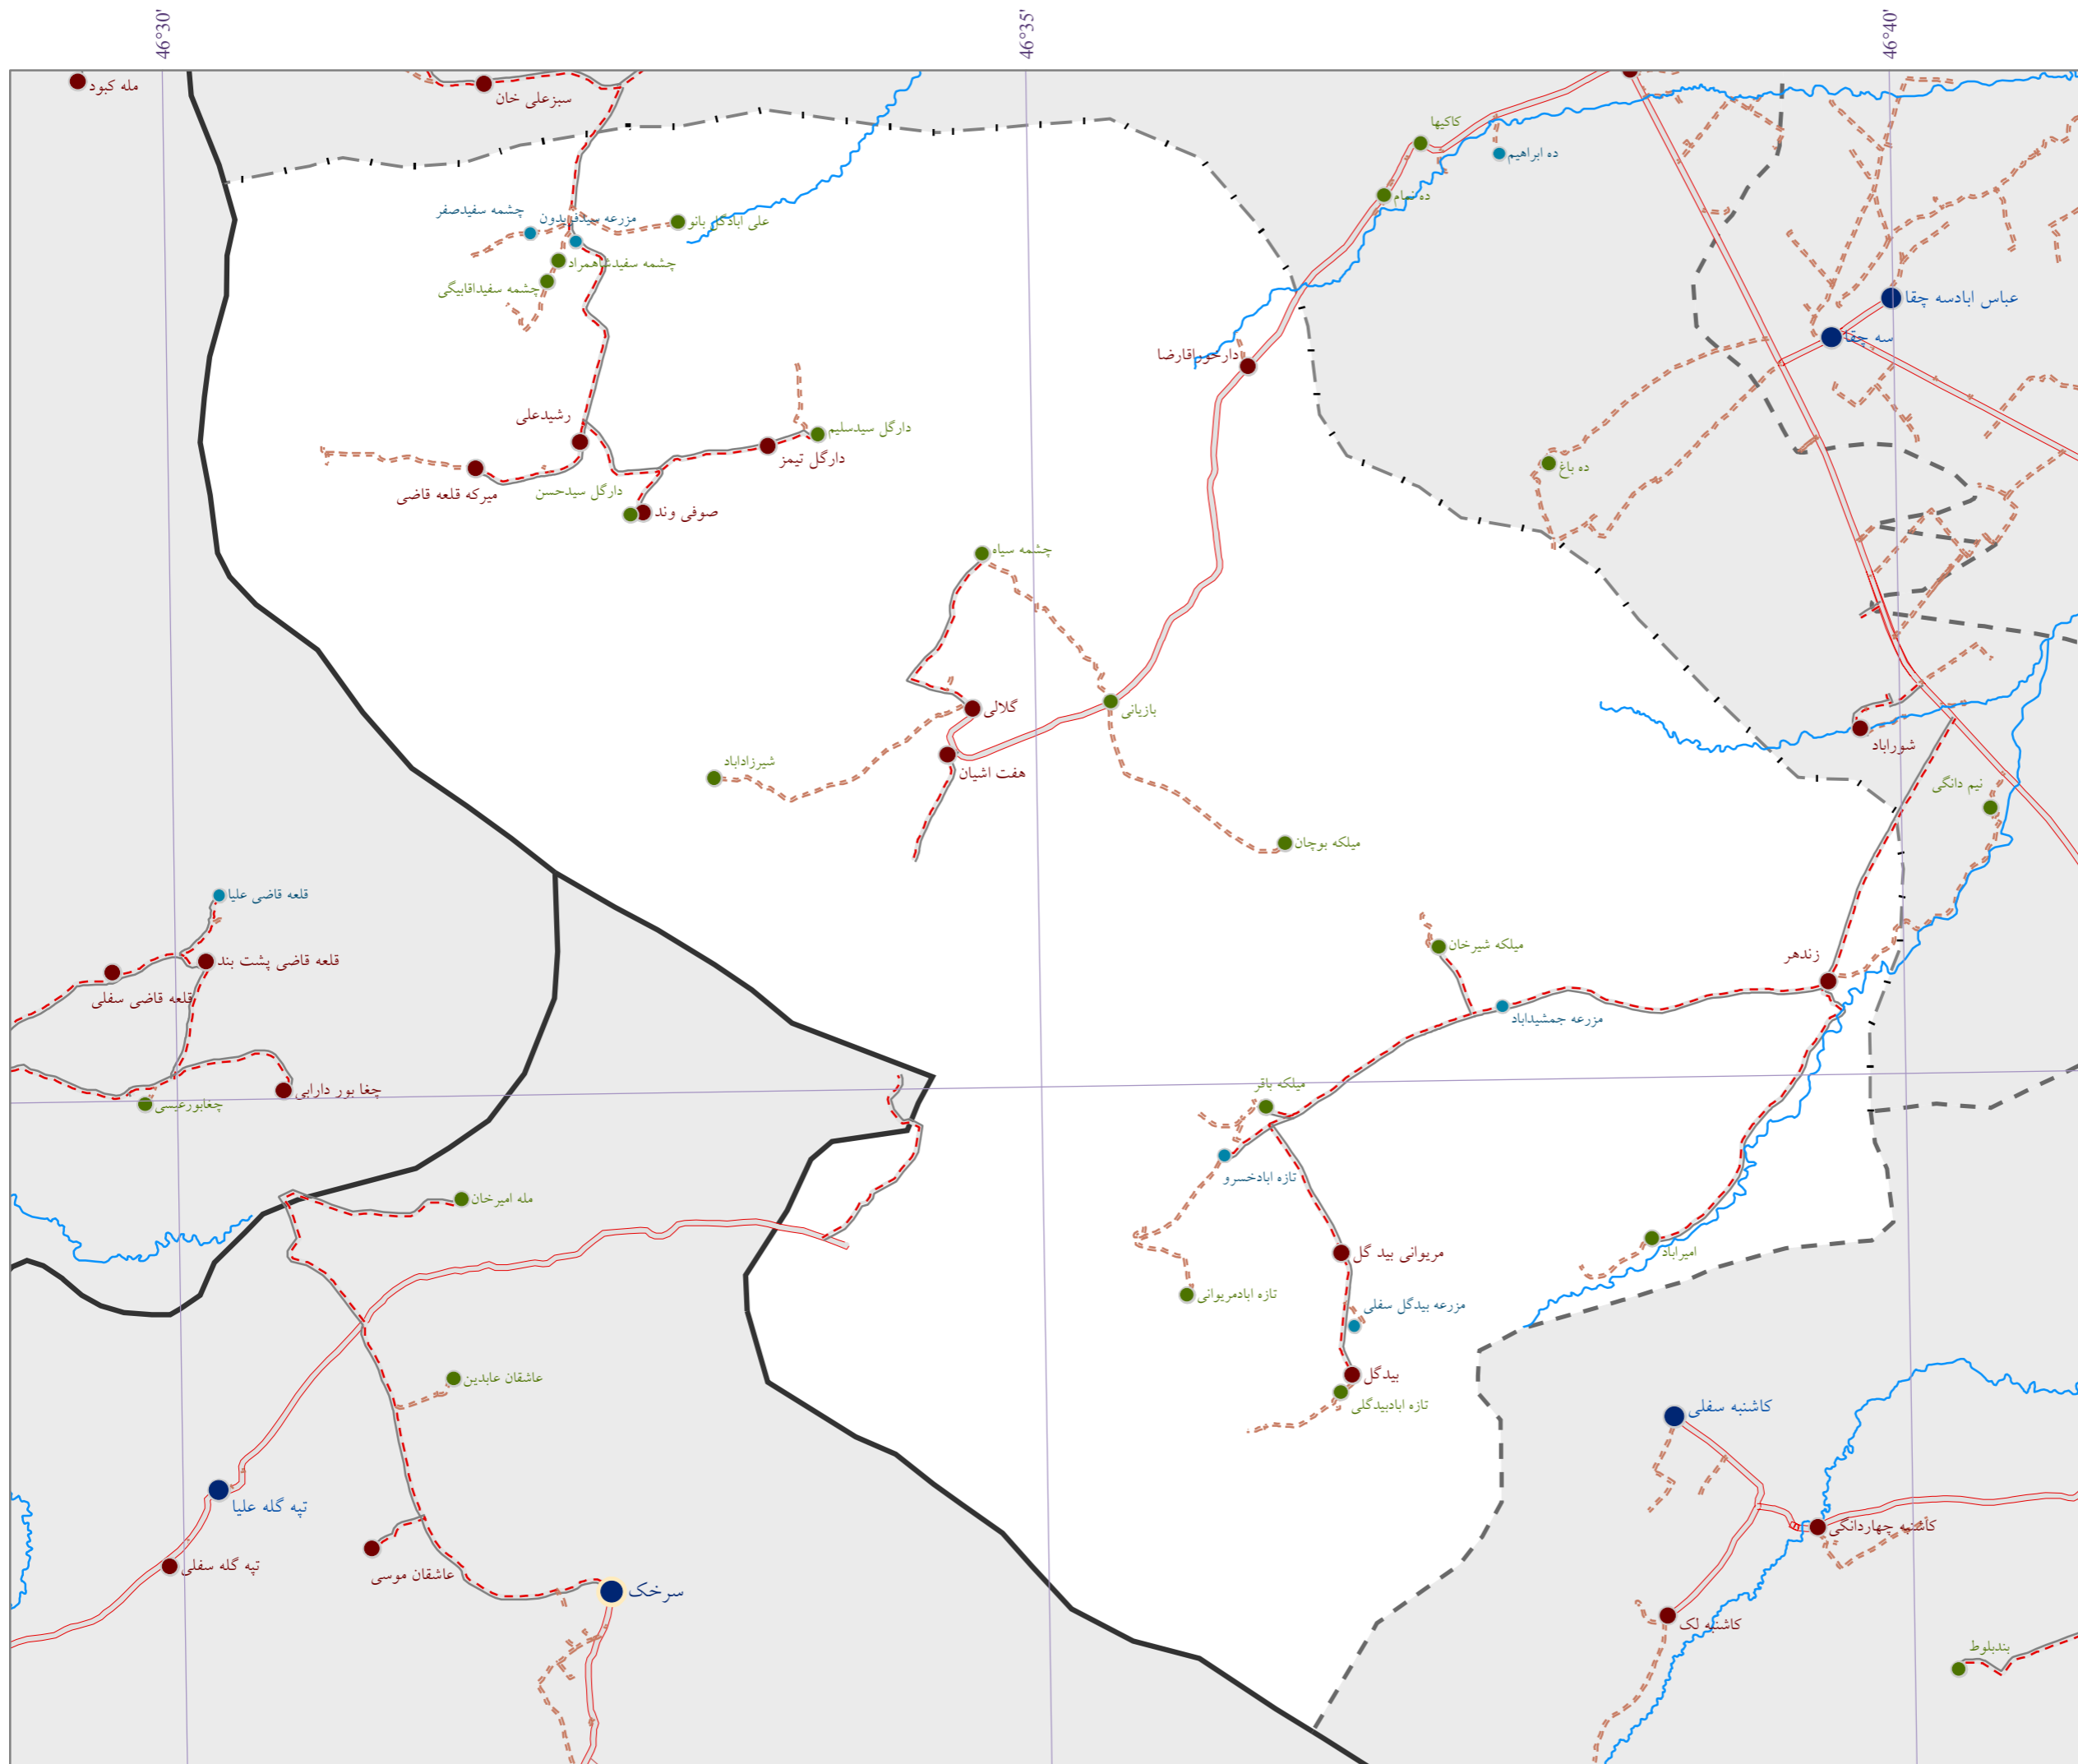 46°30'
46°35'
46°40'
مله کبود
سبزعلی خان
کاکیها
ده ابراهیم
ده تمام
چشمه سفیدصفر
مزرعه سیدفریدون
علی ابادگل بانو
چشمه سفیدشاهمراد
چشمه سفیداقابیگی
عباس ابادسه چقا
سه چقا
دارخوراقارضا
رشیدعلی
دارگل سیدسلیم
دارگل تیمز
ده باغ
میرکه قلعه قاضی
دارگل سیدحسن
صوفی وند
چشمه سیاه
گلالی
بازیانی
شوراباد
شیرزاداباد
هفت اشیان
نیم دانگی
میلکه بوچان
قلعه قاضی علیا
میلکه شیرخان
زندهر
قلعه قاضی پشت بند
قلعه قاضی سفلی
مزرعه جمشیداباد
چغا بور دارابی
میلکه باقر
چغابورعیسی
تازه ابادخسرو
مله امیرخان
مریوانی بید گل
امیراباد
تازه ابادمریوانی
مزرعه بیدگل سفلی
عاشقان عابدین
بیدگل
تازه ابادبیدگلی
کاشنبه سفلی
تپه گله علیا
کاشنبه چهاردانگی
تپه گله سفلی
عاشقان موسی
سرخک
کاشنبه لک
بندبلوط